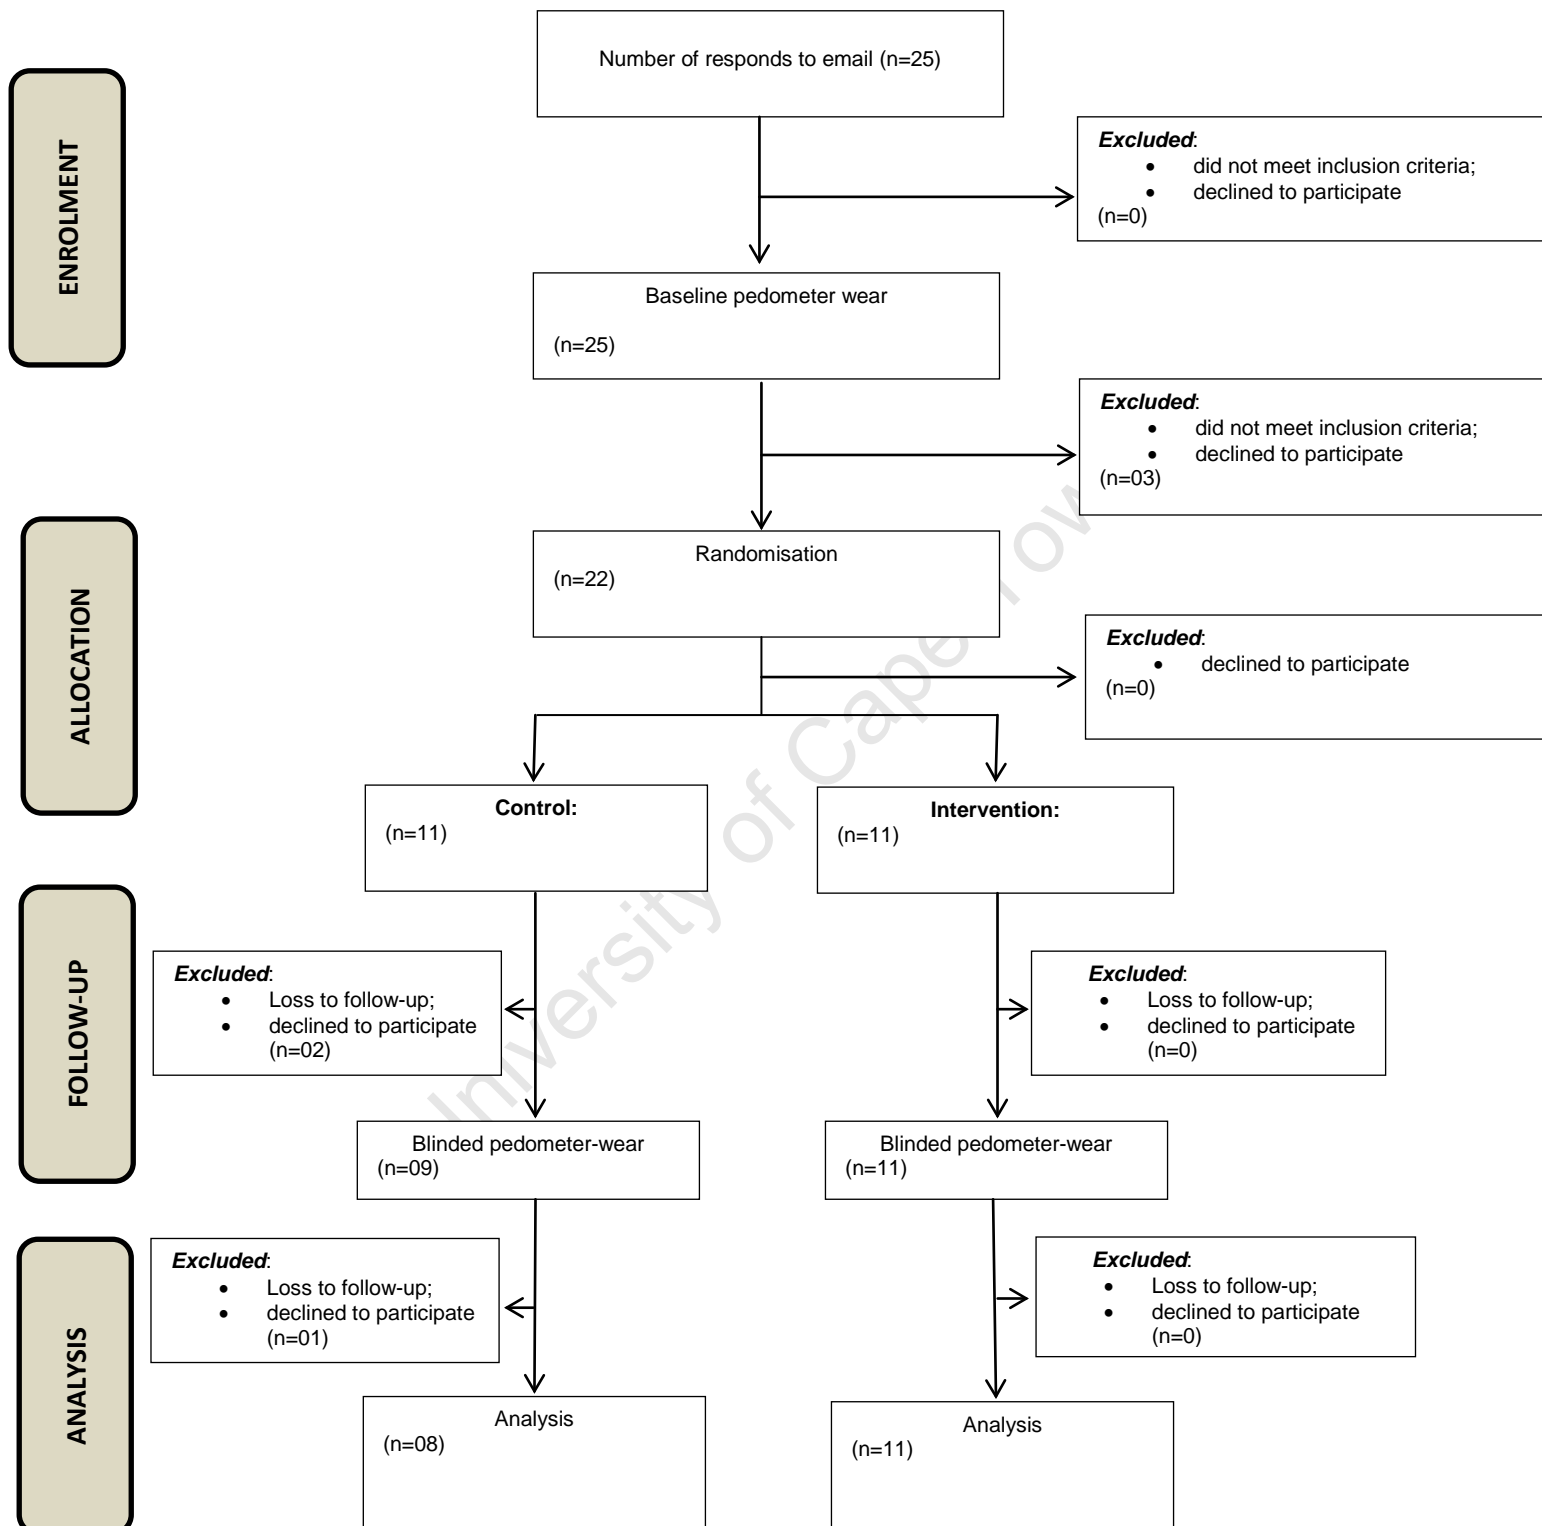 Number of responds to email (n=25)
ENROLMENT
Excluded:
• did not meet inclusion criteria;
• declined to participate
(n=0)
Baseline pedometer wear
(n=25)
Excluded:
• did not meet inclusion criteria;
• declined to participate
(n=03)
ALLOCATION
Randomisation
(n=22)
Excluded:
• declined to participate
(n=0)
Control:
(n=11)
Intervention:
(n=11)
FOLLOW-UP
Excluded:
• Loss to follow-up;
• declined to participate
(n=02)
Excluded:
• Loss to follow-up;
• declined to participate
(n=0)
Blinded pedometer-wear
(n=09)
Blinded pedometer-wear
(n=11)
ANALYSIS
Excluded:
• Loss to follow-up;
• declined to participate
(n=01)
Excluded:
• Loss to follow-up;
• declined to participate
(n=0)
Analysis
(n=08)
Analysis
(n=11)
University of Cape Tow